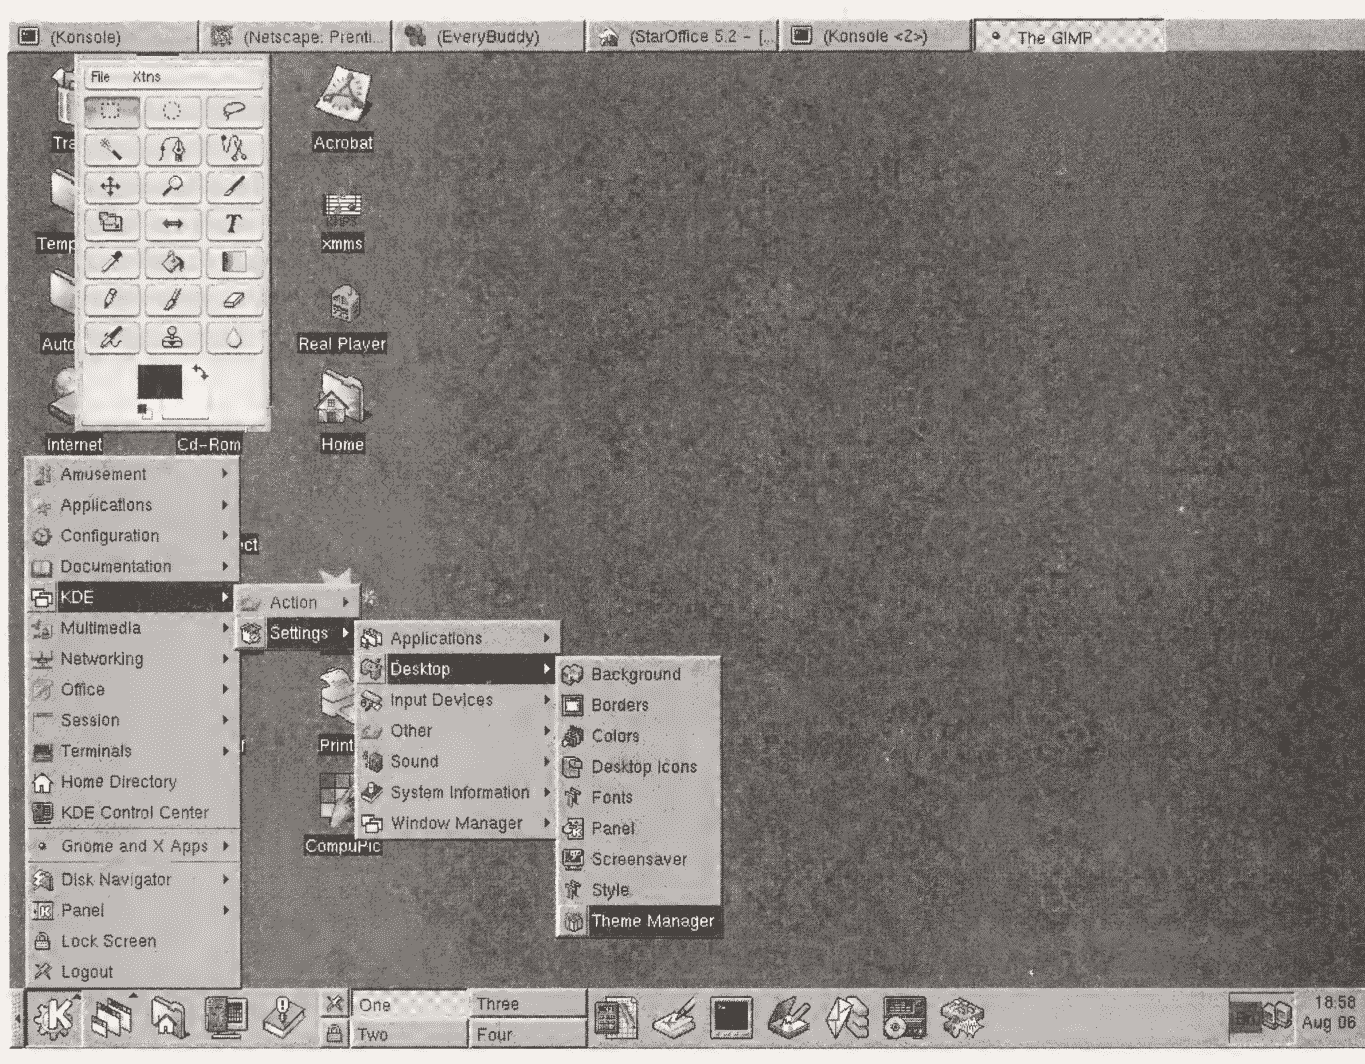 (Konsole) (Netscape: Prenti... (EveryBuddy) (StarOffice 5.2 - [... (Konsole <2>) The GIMP
File Xtns
Tra
Acrobat
Temp
xmms
Auto
Real Player
Internet Cd-Rom Home
Amusement
Applications
Configuration
ect
Documentation
KDE
Action
Multimedia
Settings
Applications
Networking
Desktop
Background
Office
Input Devices
Borders
Session
Other
Colors
Terminals
Print
Sound
Desktop Icons
Home Directory
System Information
Fonts
KDE Control Center
Window Manager
Panel
Gnome and X Apps
CompuPic
Screensaver
Disk Navigator
Style
Panel
Theme Manager
Lock Screen
Logout
One Three
Two Four
18:58
Aug 06